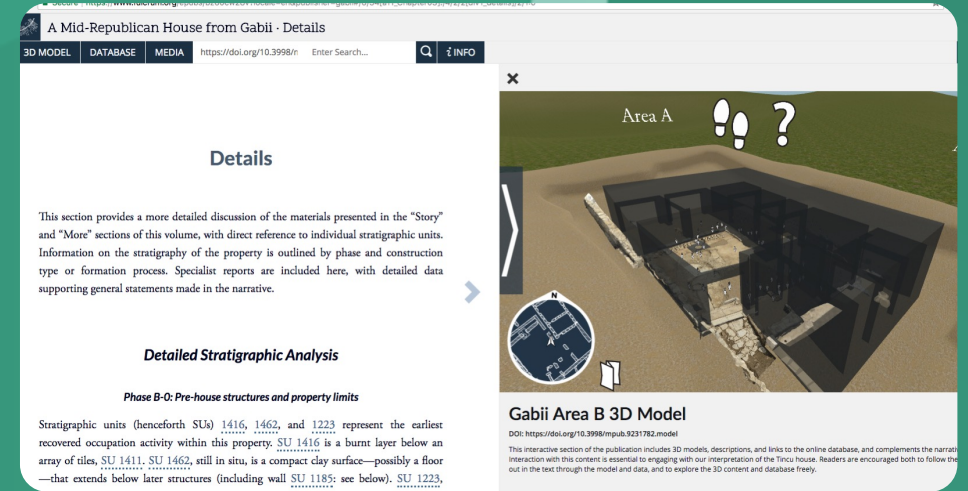 A Mid-Republican House from Gabii · Details
3D MODEL DATABASE MEDIA https://doi.org/10.3998/n Enter Search... i INFO
Details
This section provides a more detailed discussion of the materials presented in the “Story”
and “More” sections of this volume, with direct reference to individual stratigraphic units.
Information on the stratigraphy of the property is outlined by phase and construction
type or formation process. Specialist reports are included here, with detailed data
supporting general statements made in the narrative.
Detailed Stratigraphic Analysis
Phase B-0: Pre-house structures and property limits
Stratigraphic units (henceforth SUs) 1416, 1462, and 1223 represent the earliest
recovered occupation activity within this property. SU 1416 is a burnt layer below an
array of tiles, SU 1411. SU 1462, still in situ, is a compact clay surface—possibly a floor
—that extends below later structures (including wall SU 1185: see below). SU 1223,
Area A
?
N
Gabii Area B 3D Model
DOI: https://doi.org/10.3998/mpub.9231782.model
This interactive section of the publication includes 3D models, descriptions, and links to the online database, and complements the narrati
Interaction with this content is essential to engaging with our interpretation of the Tincu house. Readers are encouraged both to follow the
out in the text through the model and data, and to explore the 3D content and database freely.